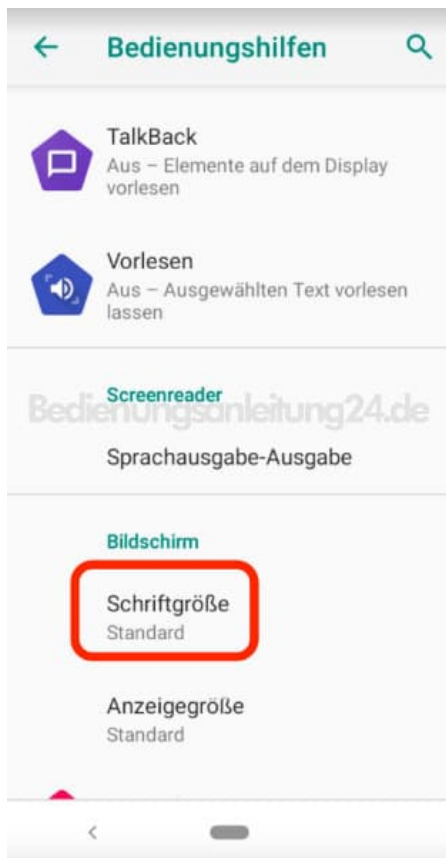 Bedienungshilfen
TalkBack
Aus – Elemente auf dem Display
vorlesen
Vorlesen
Aus – Ausgewählten Text vorlesen
lassen
Screenreader
Bedienungsanleitung24.de
Sprachausgabe-Ausgabe
Bildschirm
Schriftgröße
Standard
Anzeigegröße
Standard